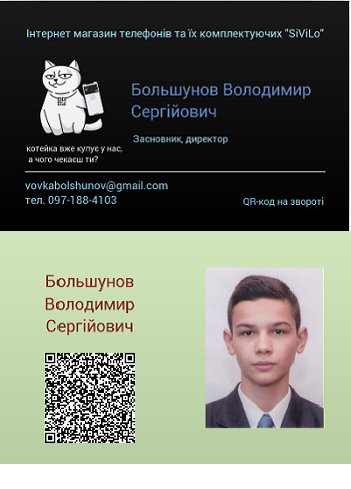 Інтернет магазин телефонів та їх комплектуючих "SiViLo"
Большунов Володимир
Сергійович
Засновник, директор
котейка вже купує у нас,
а чого чекаєш ти?
vovkabolshunov@gmail.com
тел. 097-188-4103
QR-код на звороті
Большунов
Володимир
Сергійович